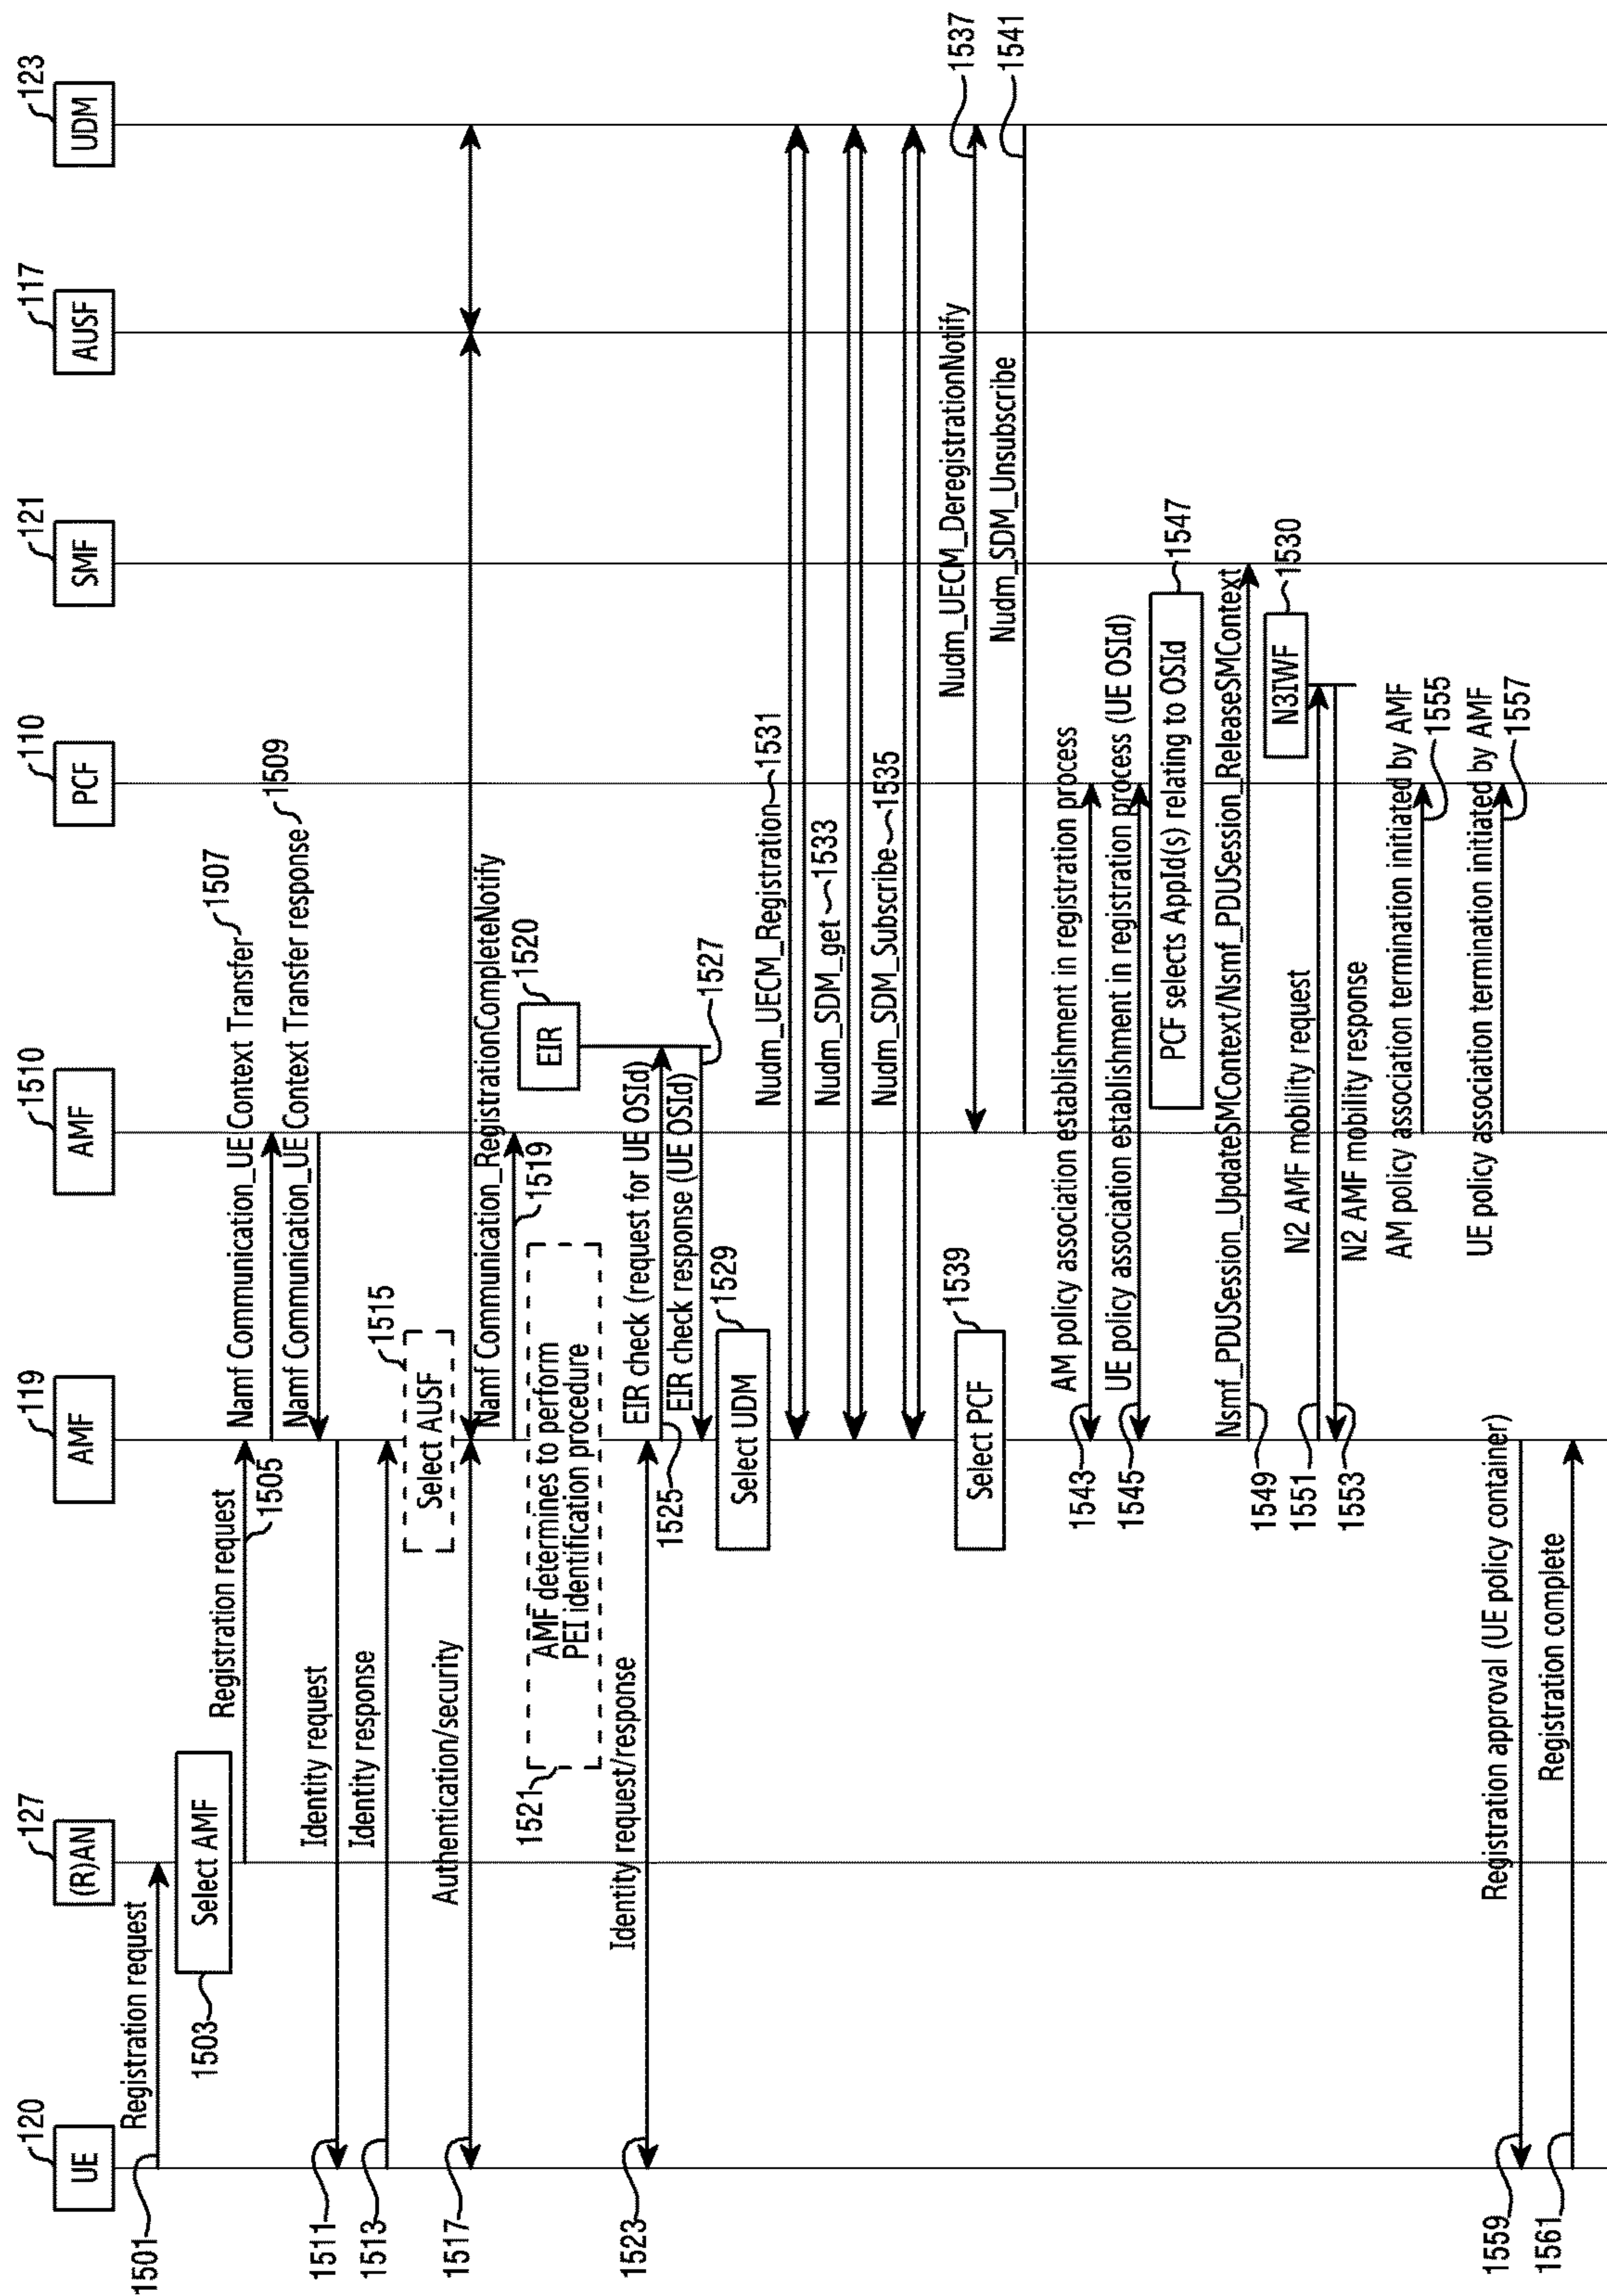 120
UE
127
(R)AN
119
AMF
1510
AMF
110
PCF
121
SMF
117
AUSF
123
UDM
1501
Registration request
1503
Select AMF
Registration request
1505
Namf Communication_UE Context Transfer
1507
Namf Communication_UE Context Transfer response
1509
1511
Identity request
1513
Identity response
1515
Select AUSF
1517
Authentication/security
Namf Communication_RegistrationCompleteNotify
1519
1521
AMF determines to perform
PEI identification procedure
1520
EIR
1523
Identity request/response
1525
EIR check (request for UE OSId)
EIR check response (UE OSId)
1527
1529
Select UDM
Nudm_UECM_Registration
1531
Nudm_SDM_get
1533
Nudm_SDM_Subscribe
1535
Nudm_UECM_DeregistrationNotify
1537
1539
Select PCF
Nudm_SDM_Unsubscribe
1541
1543
AM policy association establishment in registration process
1545
UE policy association establishment in registration process (UE OSId)
PCF selects AppId(s) relating to OSId
1547
1549
Nsmf_PDUSession_UpdateSMContext/Nsmf_PDUSession_ReleaseSMContext
N3IWF
1530
1551
N2 AMF mobility request
1553
N2 AMF mobility response
AM policy association termination initiated by AMF
1555
UE policy association termination initiated by AMF
1557
1559
Registration approval (UE policy container)
1561
Registration complete